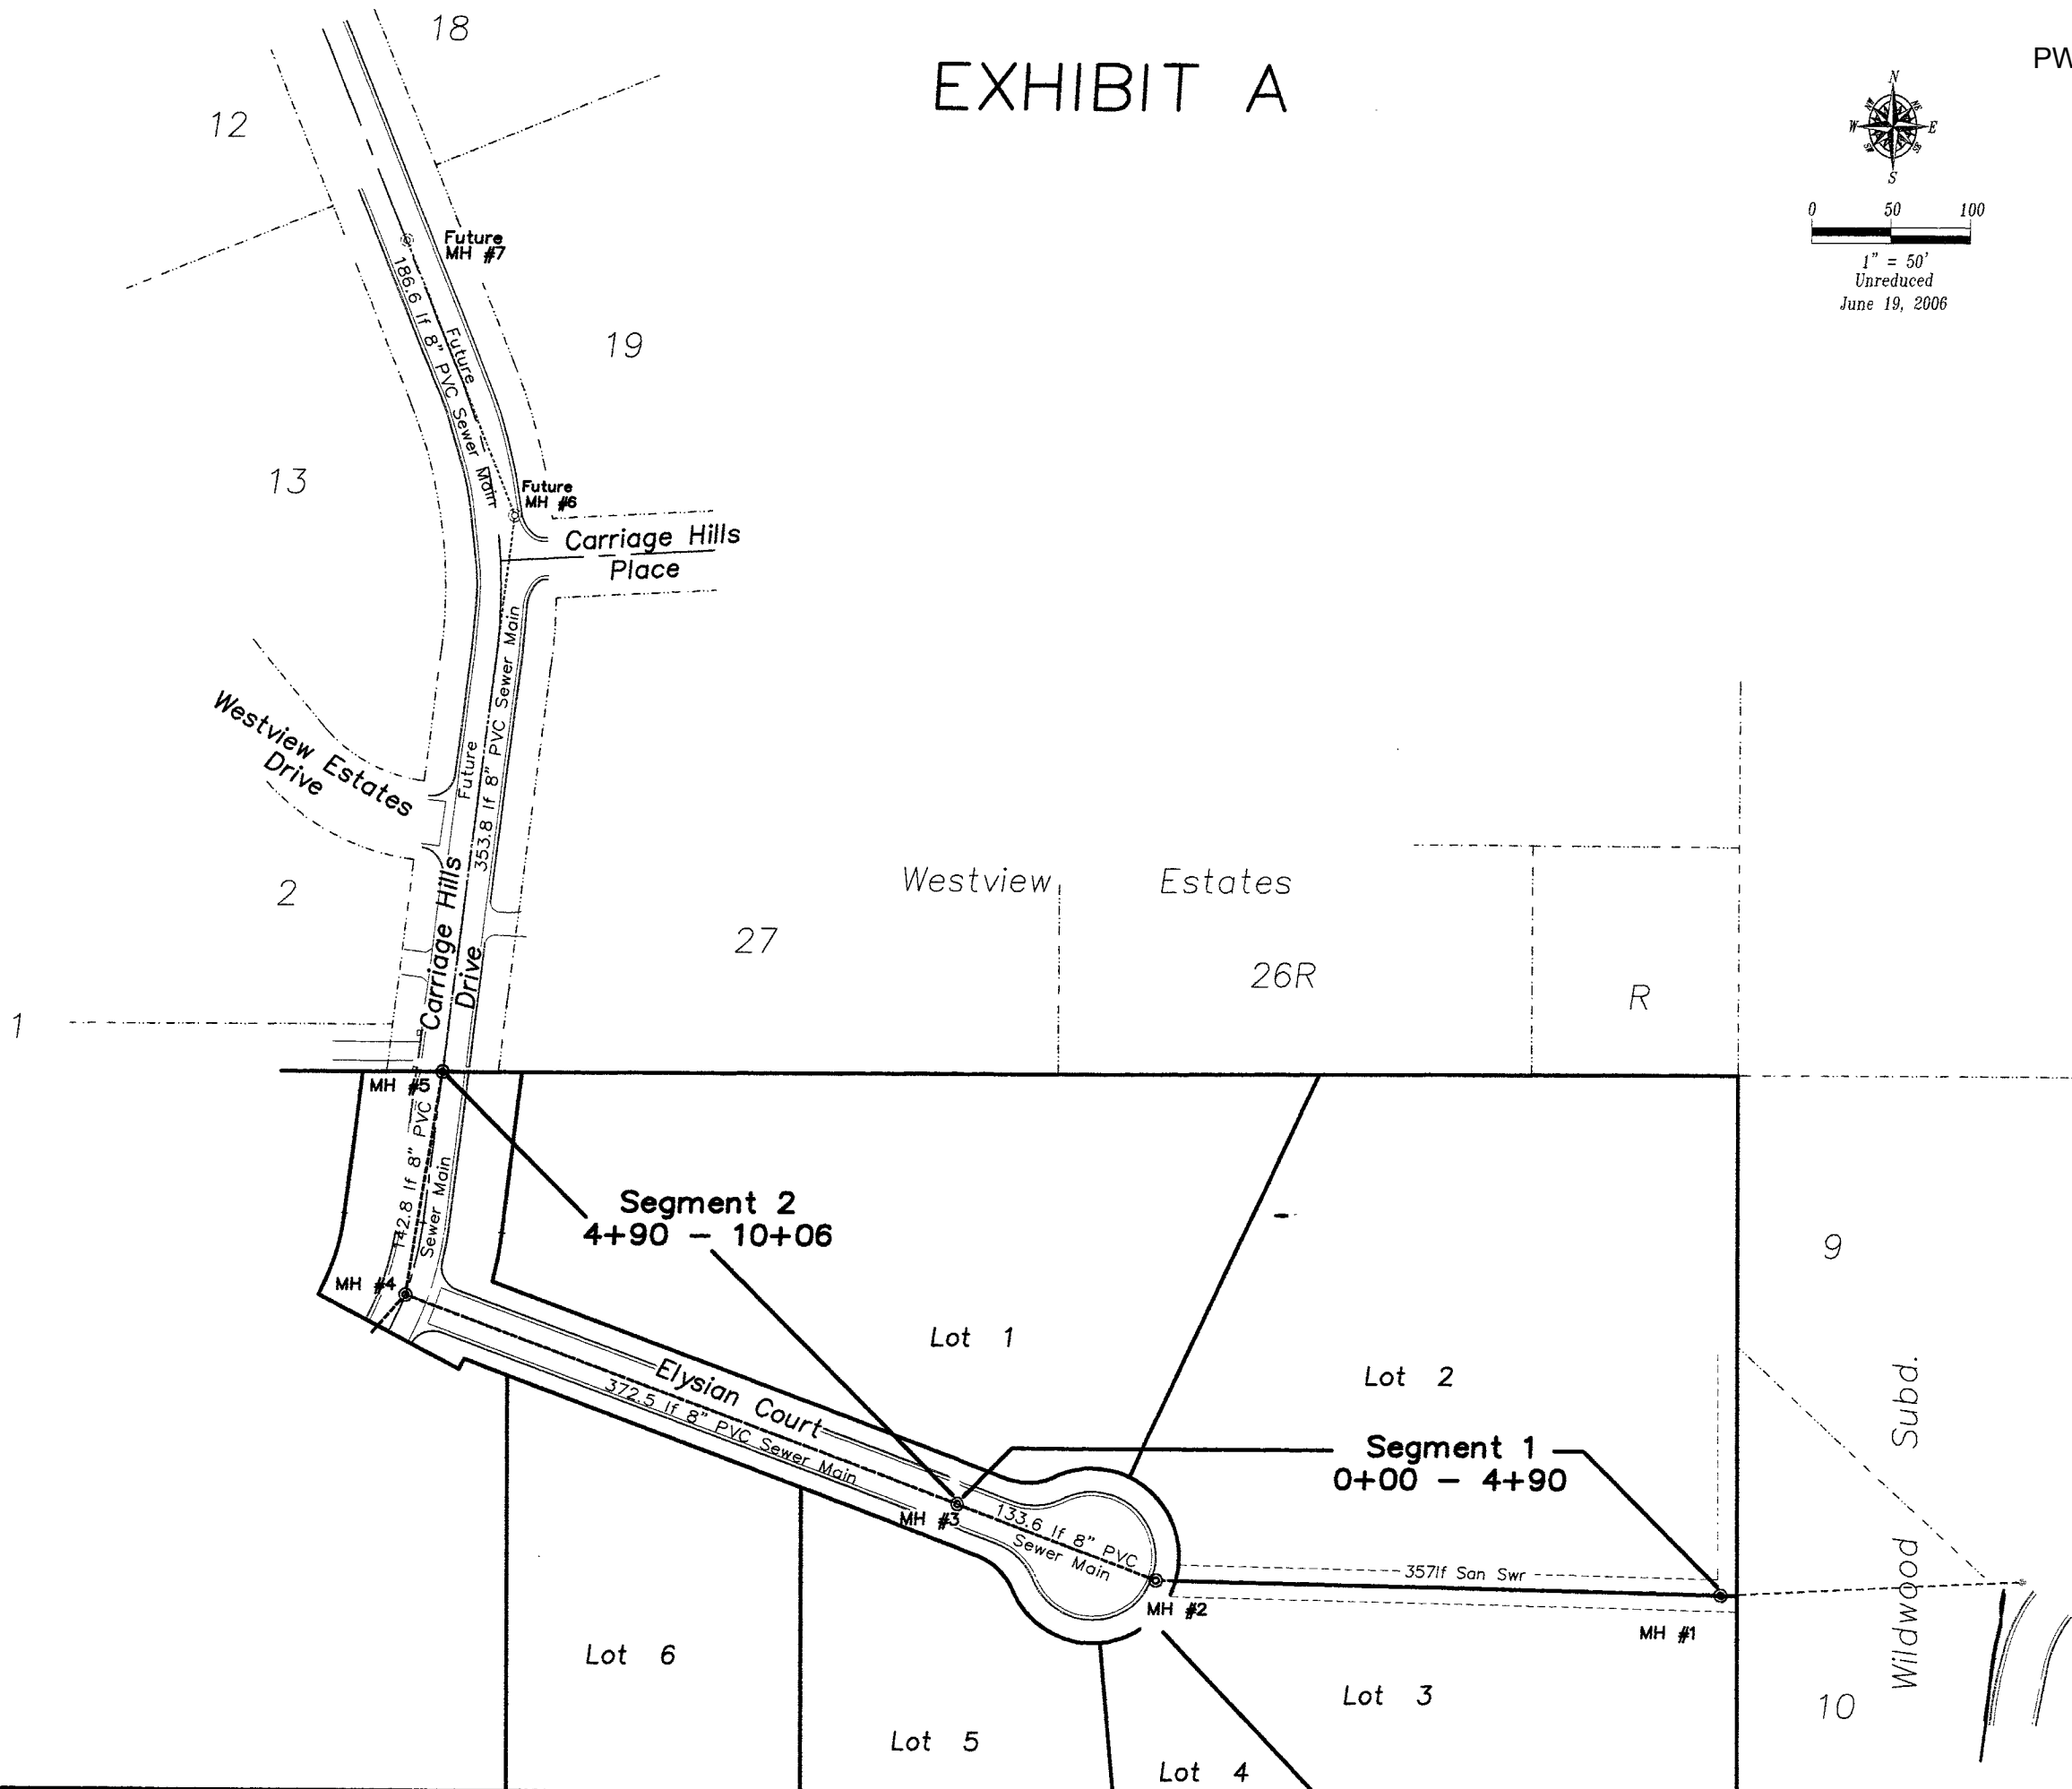 EXHIBIT A
PW
18
12
N
NW
NE
W
E
SW
SE
S
0 50 100
1" = 50'
Unreduced
June 19, 2006
Future
MH #7
186.6 lf 8" PVC Sewer Main
Future
19
13
Future
MH #6
Carriage Hills
Place
353.8 lf 8" PVC Sewer Main
Future
Westview Estates
Drive
2
Carriage Hills
Drive
Westview Estates
27
26R
R
1
MH #5
142.8 lf 8" PVC
Sewer Main
Segment 2
4+90 – 10+06
MH #4
9
Lot 1
Elysian Court
372.5 lf 8" PVC Sewer Main
Lot 2
Wildwood Subd.
Segment 1
0+00 – 4+90
MH #3
133.6 lf 8" PVC
Sewer Main
357lf San Swr
MH #2
MH #1
Lot 6
Lot 3
10
Lot 5
Lot 4